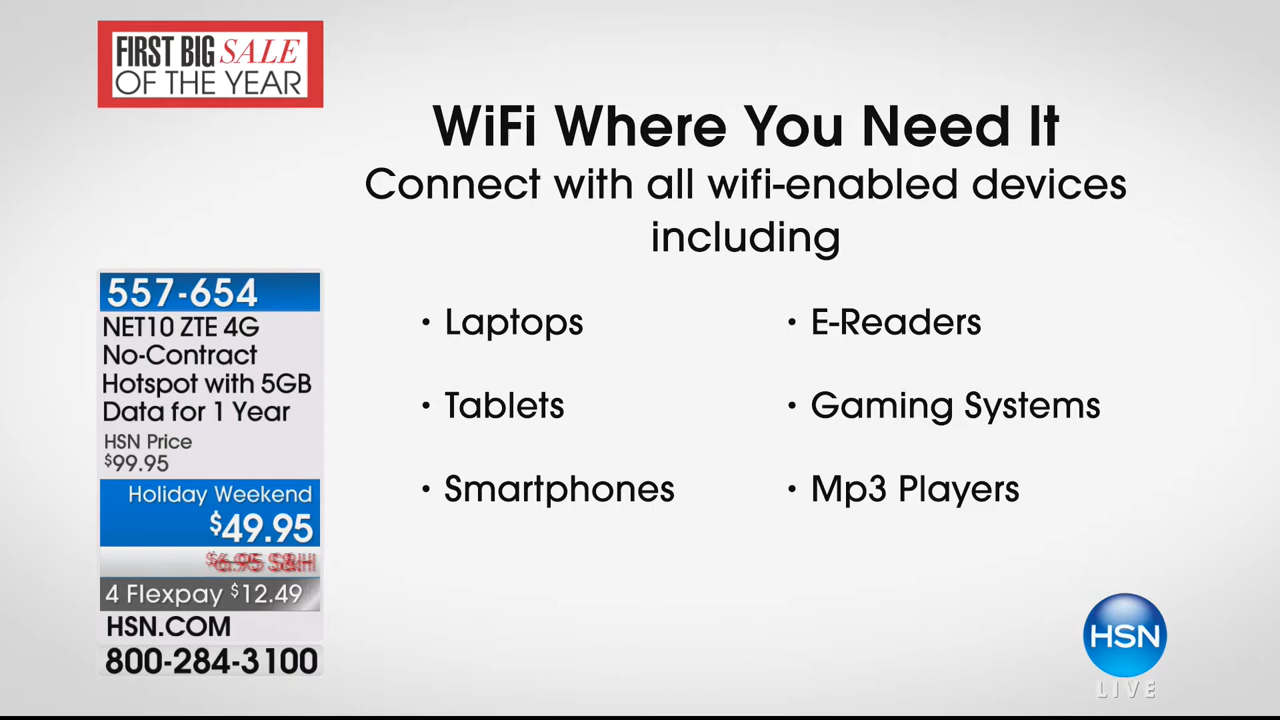 FIRST BIG SALE
OF THE YEAR
WiFi Where You Need It
Connect with all wifi-enabled devices
including
· Laptops
· E-Readers
· Tablets
· Gaming Systems
· Smartphones
· Mp3 Players
557-654
NET10 ZTE 4G
No-Contract
Hotspot with 5GB
Data for 1 Year
HSN Price
$99.95
Holiday Weekend
$49.95
$6.95 S&H
4 Flexpay $12.49
HSN.COM
800-284-3100
HSN
LIVE